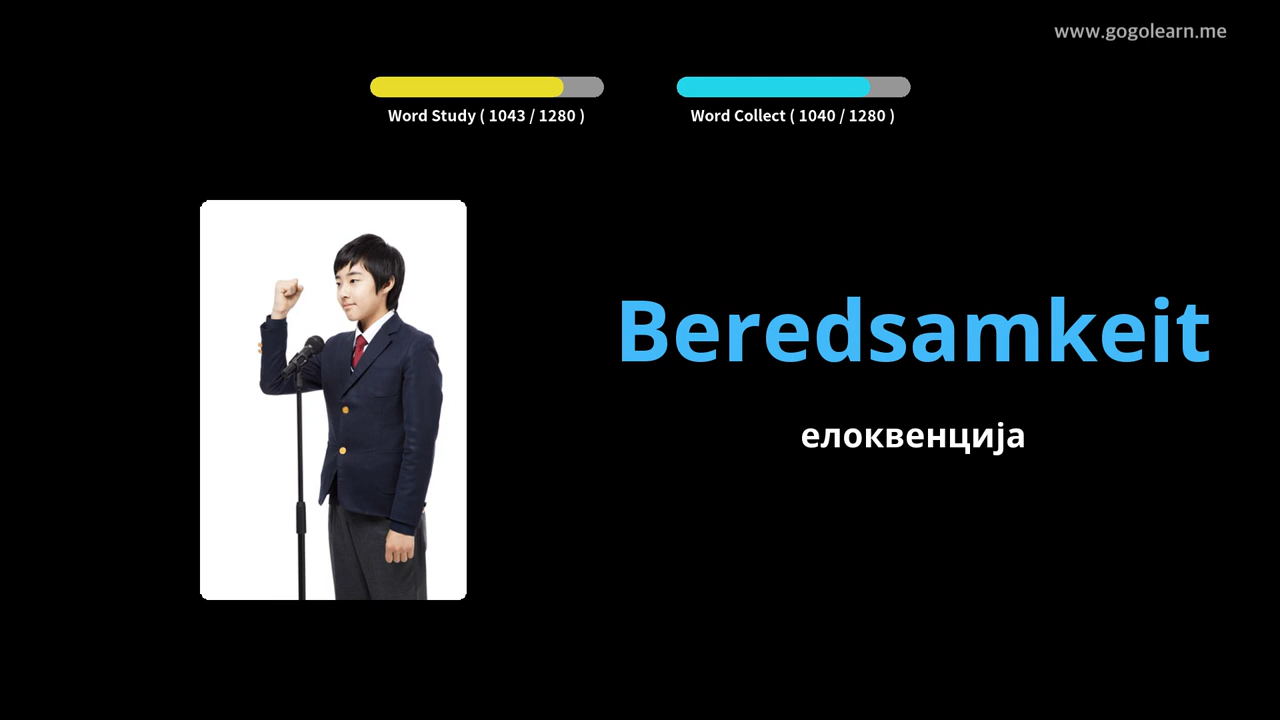 www.gogolearn.me
Word Study ( 1043 / 1280 )
Word Collect ( 1040 / 1280 )
Beredsamkeit
елоквенција